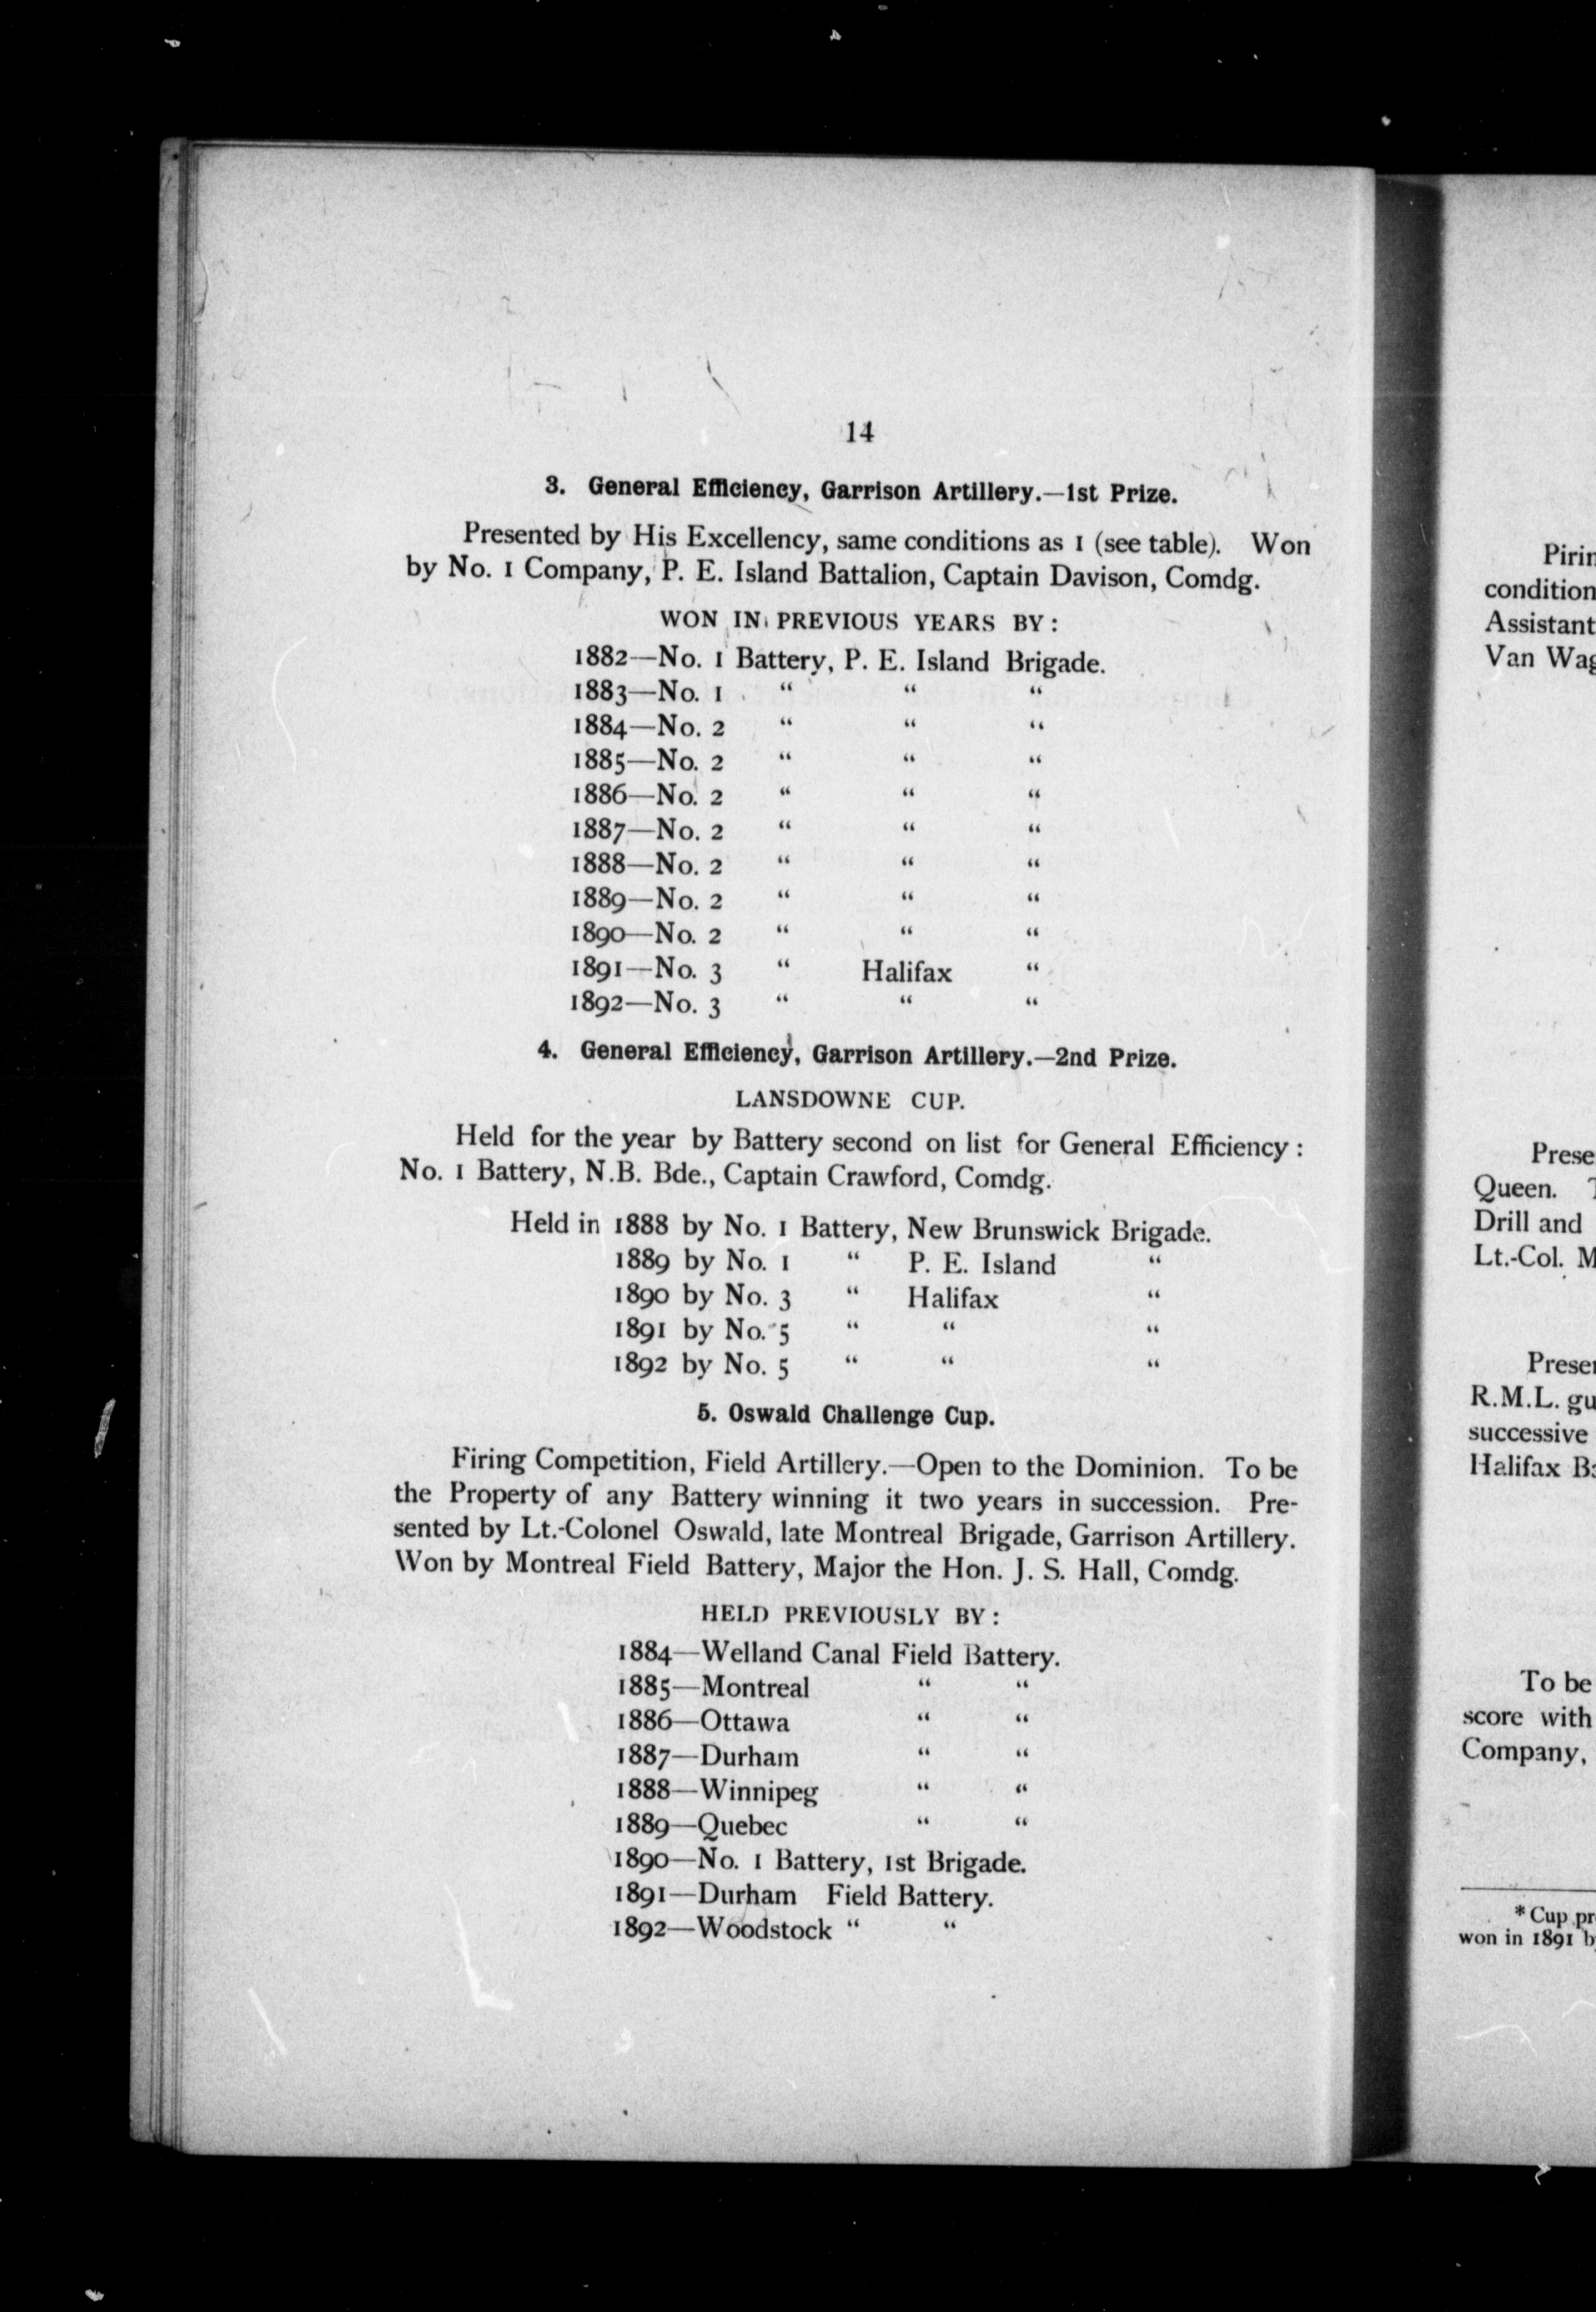 14
3. General Efficiency, Garrison Artillery.—1st Prize.
Presented by His Excellency, same conditions as 1 (see table). Won
by No. 1 Company, P. E. Island Battalion, Captain Davison, Comdg.
WON IN PREVIOUS YEARS BY :
1882—No. 1 Battery, P. E. Island Brigade.
1883—No. 1 “ “ “
1884—No. 2 “ “ “
1885—No. 2 “ “ “
1886—No. 2 “ “ “
1887—No. 2 “ “ “
1888—No. 2 “ “ “
1889—No. 2 “ “ “
1890—No. 2 “ “ “
1891—No. 3 “ Halifax “
1892—No. 3 “ “ “
4. General Efficiency, Garrison Artillery.—2nd Prize.
LANSDOWNE CUP.
Held for the year by Battery second on list for General Efficiency :
No. 1 Battery, N.B. Bde., Captain Crawford, Comdg.
Held in 1888 by No. 1 Battery, New Brunswick Brigade.
1889 by No. 1 “ P. E. Island “
1890 by No. 3 “ Halifax “
1891 by No. 5 “ “ “
1892 by No. 5 “ “ “
5. Oswald Challenge Cup.
Firing Competition, Field Artillery.—Open to the Dominion. To be
the Property of any Battery winning it two years in succession. Pre-
sented by Lt.-Colonel Oswald, late Montreal Brigade, Garrison Artillery.
Won by Montreal Field Battery, Major the Hon. J. S. Hall, Comdg.
HELD PREVIOUSLY BY :
1884—Welland Canal Field Battery.
1885—Montreal “ “
1886—Ottawa “ “
1887—Durham “ “
1888—Winnipeg “ “
1889—Quebec “ “
1890—No. 1 Battery, 1st Brigade.
1891—Durham Field Battery.
1892—Woodstock “ “
condition
Assistant
Van
Queen.
Drill and
Lt.-Col.
R.M.L.
successive
Halifax
To be
score with
Company,
* Cup
won in 1891